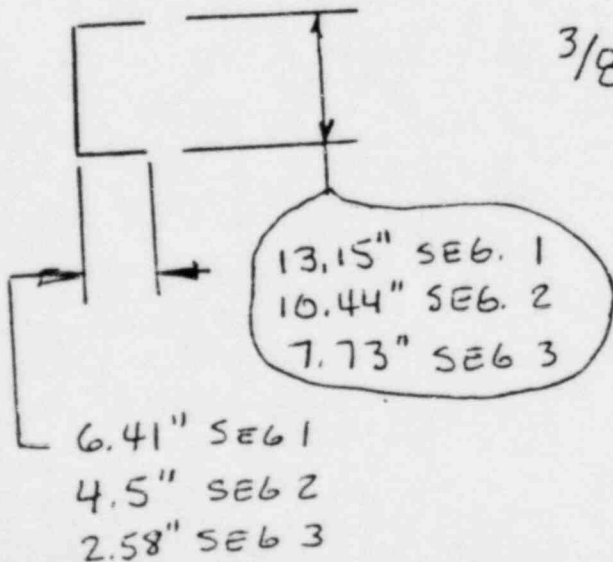 3/8
13.15" SEG. 1
10.44" SEG. 2
7.73" SEG 3
6.41" SEG 1
4.5" SEG 2
2.58" SEG 3